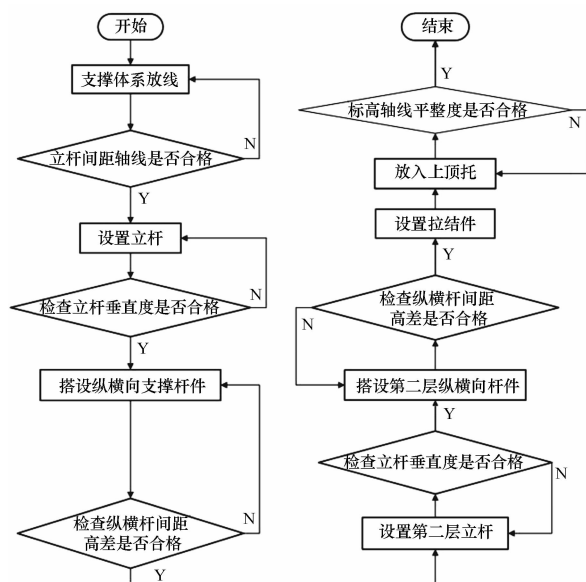 开始
支撑体系放线
N
立杆间距轴线是否合格
Y
设置立杆
N
检查立杆垂直度是否合格
Y
搭设纵横向支撑杆件
N
检查纵横杆间距
高差是否合格
Y
设置第二层立杆
N
检查立杆垂直度是否合格
Y
搭设第二层纵横向杆件
N
检查纵横杆间距
高差是否合格
Y
设置拉结件
放入上顶托
N
标高轴线平整度是否合格
Y
结束